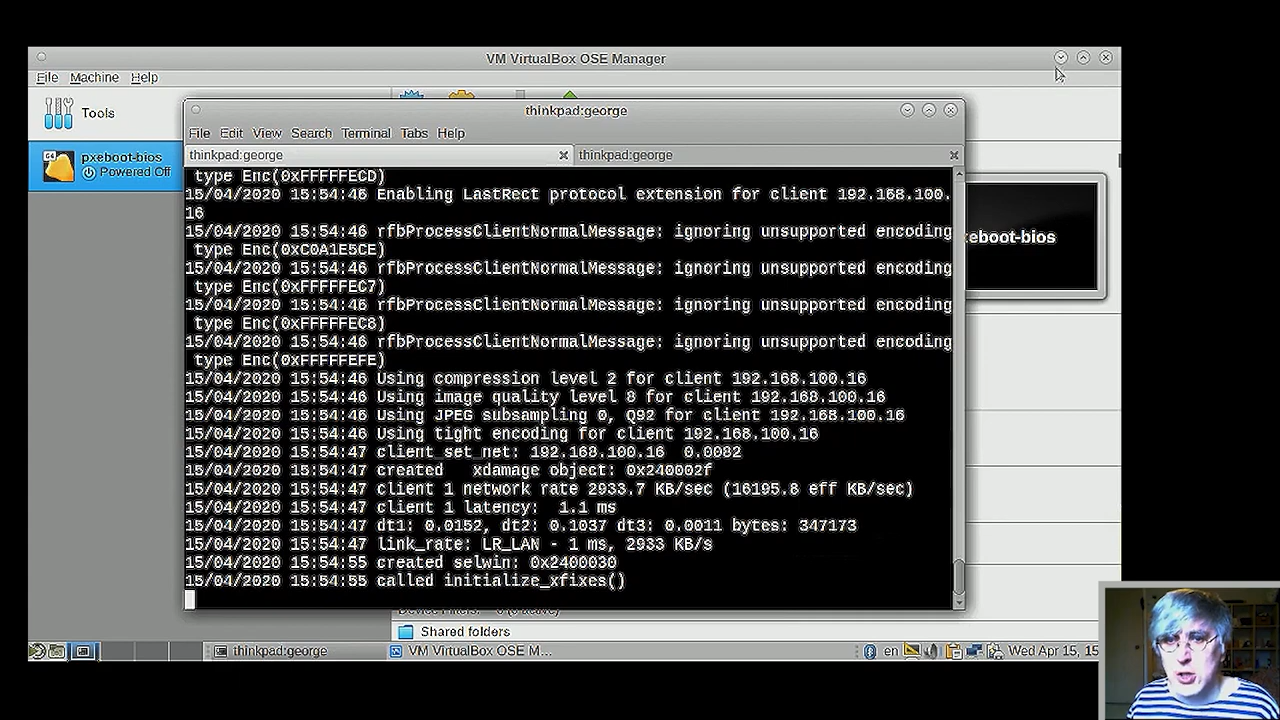 VM VirtualBox OSE Manager
File Machine Help
Tools
pxeboot-bios
Powered Off
64
thinkpad:george
File Edit View Search Terminal Tabs Help
thinkpad:george thinkpad:george
type Enc(0xFFFFFECD)
15/04/2020 15:54:46 Enabling LastRect protocol extension for client 192.168.100.
16
15/04/2020 15:54:46 rfbProcessClientNormalMessage: ignoring unsupported encoding
type Enc(0xC0A1E5CE)
15/04/2020 15:54:46 rfbProcessClientNormalMessage: ignoring unsupported encoding
type Enc(0xFFFFFEC7)
15/04/2020 15:54:46 rfbProcessClientNormalMessage: ignoring unsupported encoding
type Enc(0xFFFFFEC8)
15/04/2020 15:54:46 rfbProcessClientNormalMessage: ignoring unsupported encoding
type Enc(0xFFFFFEFE)
15/04/2020 15:54:46 Using compression level 2 for client 192.168.100.16
15/04/2020 15:54:46 Using image quality level 8 for client 192.168.100.16
15/04/2020 15:54:46 Using JPEG subsampling 0, Q92 for client 192.168.100.16
15/04/2020 15:54:46 Using tight encoding for client 192.168.100.16
15/04/2020 15:54:47 client_set_net: 192.168.100.16 0.0082
15/04/2020 15:54:47 created xdamage object: 0x240002f
15/04/2020 15:54:47 client 1 network rate 2933.7 KB/sec (16195.8 eff KB/sec)
15/04/2020 15:54:47 client 1 latency: 1.1 ms
15/04/2020 15:54:47 dt1: 0.0152, dt2: 0.1037 dt3: 0.0011 bytes: 347173
15/04/2020 15:54:47 link_rate: LR_LAN - 1 ms, 2933 KB/s
15/04/2020 15:54:55 created selwin: 0x2400030
15/04/2020 15:54:55 called initialize_xfixes()
xeboot-bios
Shared folders
thinkpad:george VM VirtualBox OSE M... en Wed Apr 15, 15